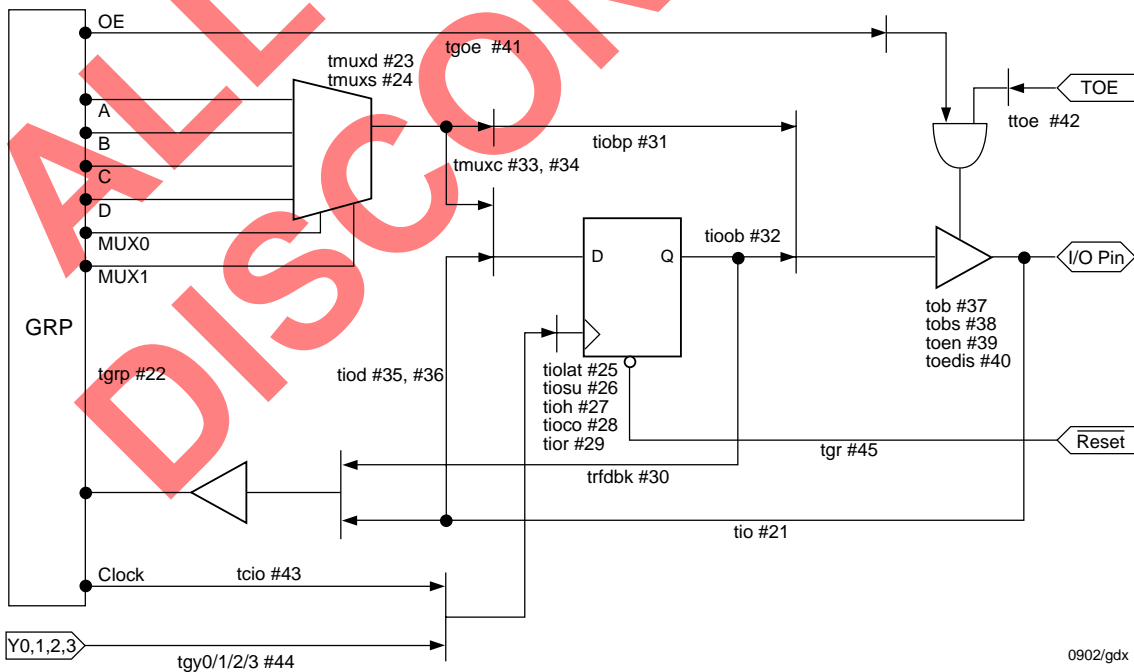 OE
tgoe #41
tmuxd #23
tmuxs #24
TOE
ttoe #42
A
B
C
D
MUX0
MUX1
tiobp #31
tmuxc #33, #34
D
Q
tioob #32
I/O Pin
tob #37
tobs #38
toen #39
toedis #40
GRP
tgrp #22
tiod #35, #36
tiolat #25
tiosu #26
tioh #27
tioco #28
tior #29
Reset
tgr #45
trfdbk #30
tio #21
Clock
tcio #43
Y0,1,2,3
tgy0/1/2/3 #44
0902/gdx
ALL
DISCON